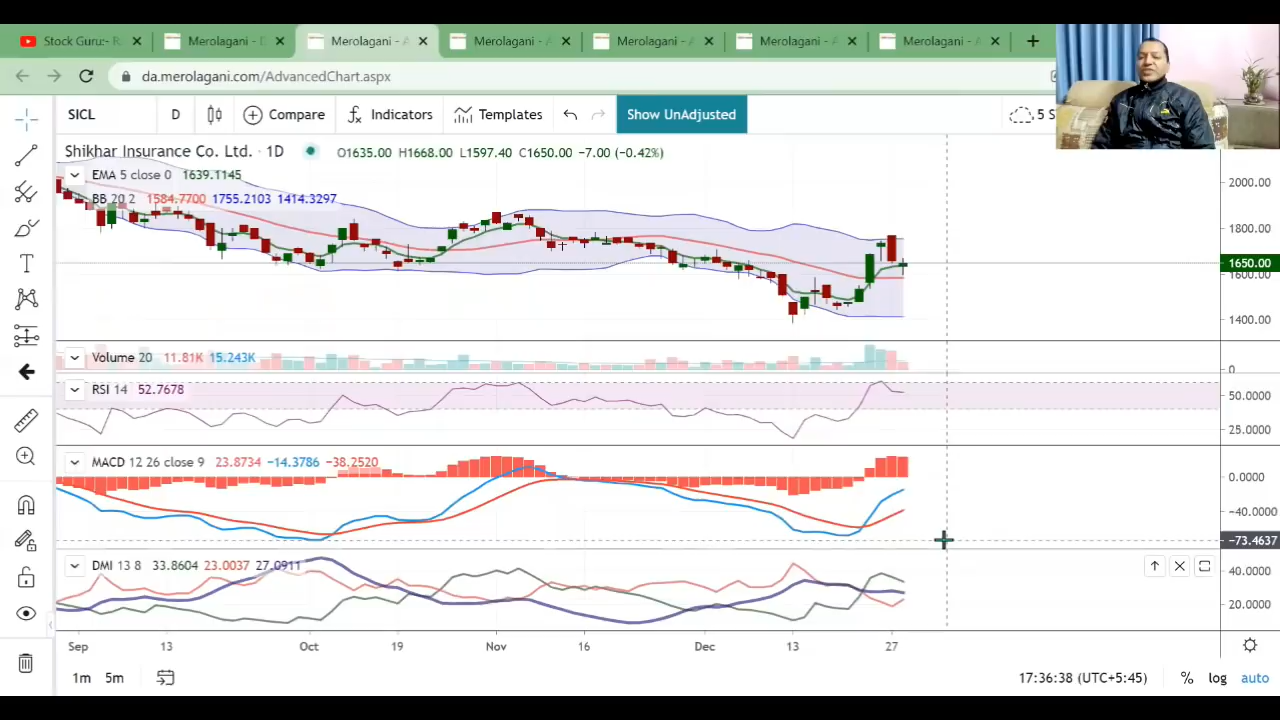 Stock Guru:- R
Merolagani -
Merolagani - A
Merolagani - A
Merolagani - A
Merolagani - A
Merolagani - A
da.merolagani.com/AdvancedChart.aspx
SICL D Compare Indicators Templates Show UnAdjusted 5 S
Shikhar Insurance Co. Ltd. · 1D O1635.00 H1668.00 L1597.40 C1650.00 −7.00 (−0.42%)
EMA 5 close 0 1639.1145
BB 20 2 1584.7700 1755.2103 1414.3297
2000.00
1800.00
1650.00
1600.00
1400.00
Volume 20 11.81K 15.243K
0
RSI 14 52.7678
50.0000
25.0000
MACD 12 26 close 9 23.8734 −14.3786 −38.2520
0.0000
−40.0000
−73.4637
DMI 13 8 33.8604 23.0037 27.0911
40.0000
20.0000
Sep 13 Oct 19 Nov 16 Dec 13 27
1m 5m 17:36:38 (UTC+5:45) % log auto